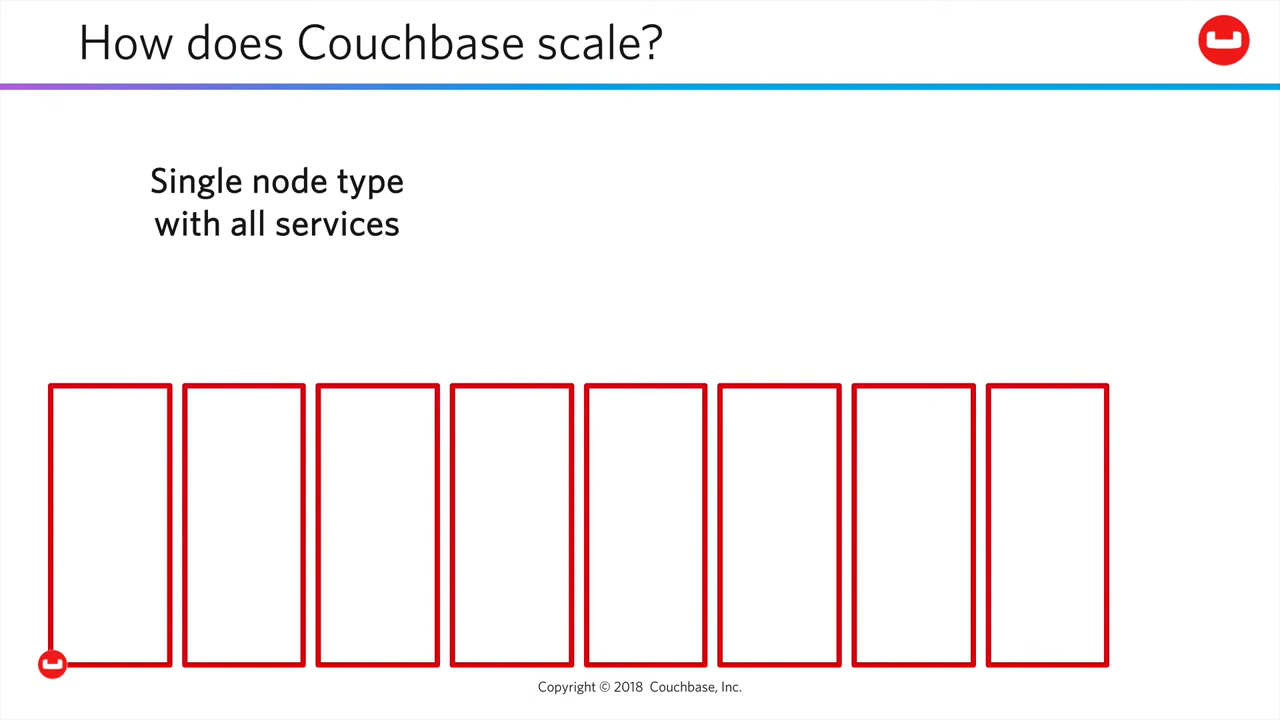 How does Couchbase scale?
Single node type
with all services
Copyright © 2018 Couchbase, Inc.